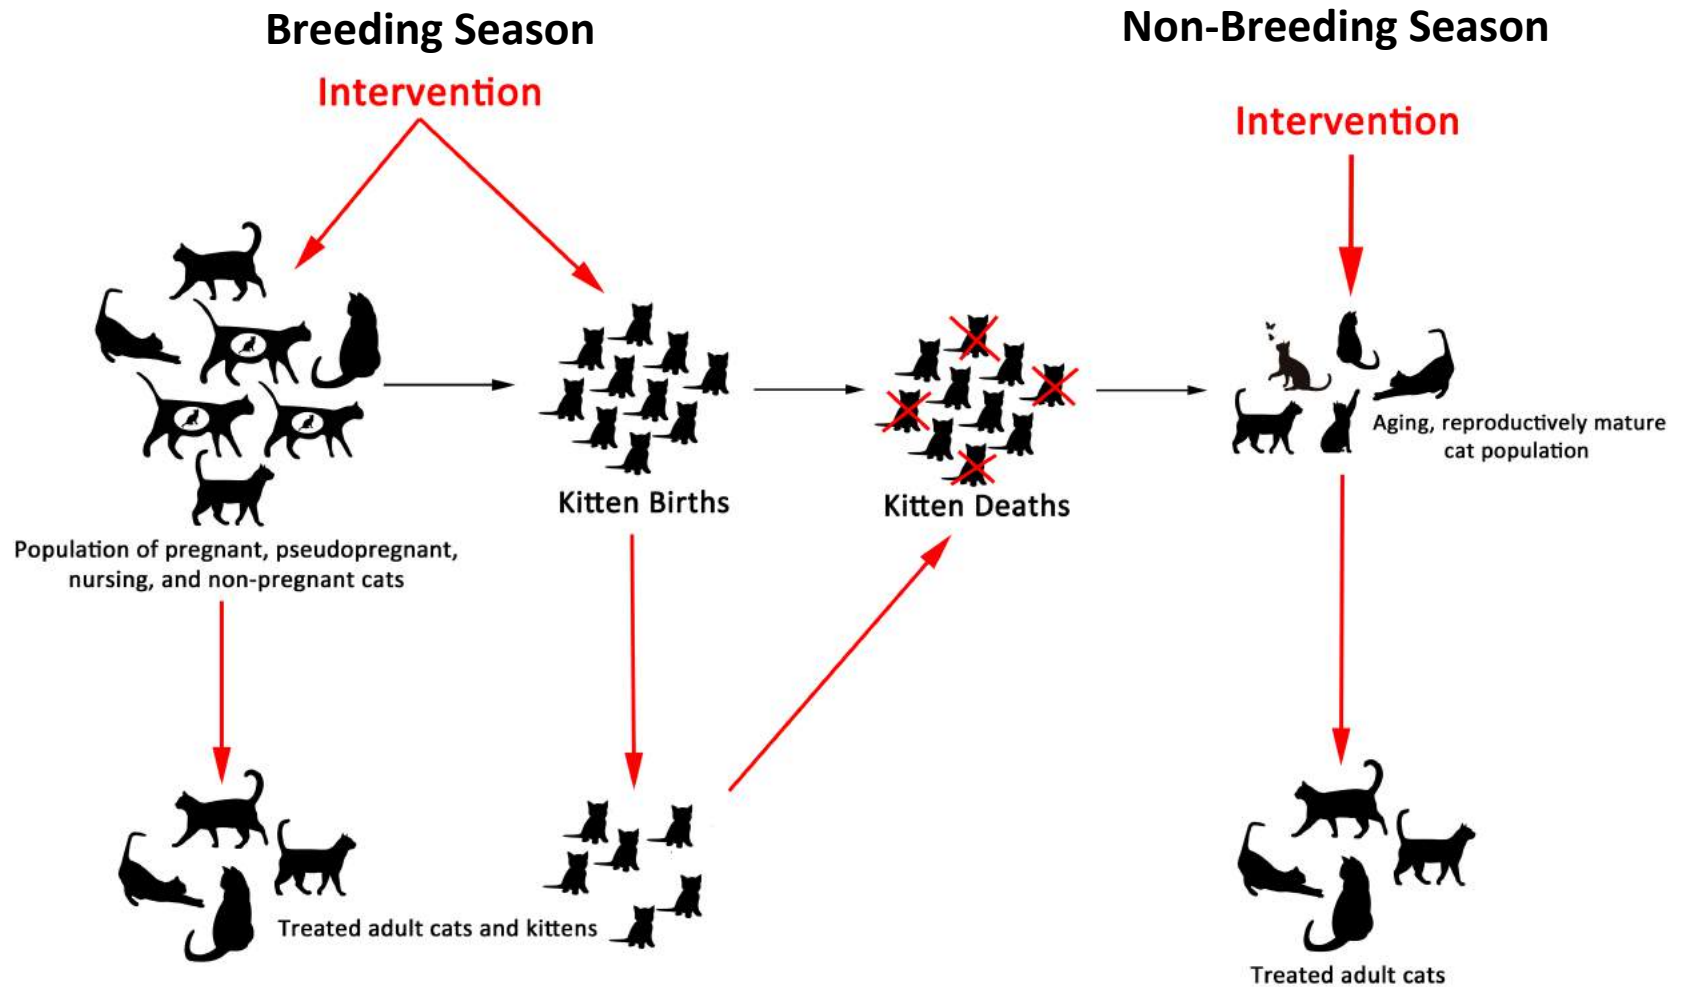 Breeding Season
Non-Breeding Season
Intervention
Intervention
Kitten Births
Kitten Deaths
Aging, reproductively mature
cat population
Population of pregnant, pseudopregnant,
nursing, and non-pregnant cats
Treated adult cats and kittens
Treated adult cats